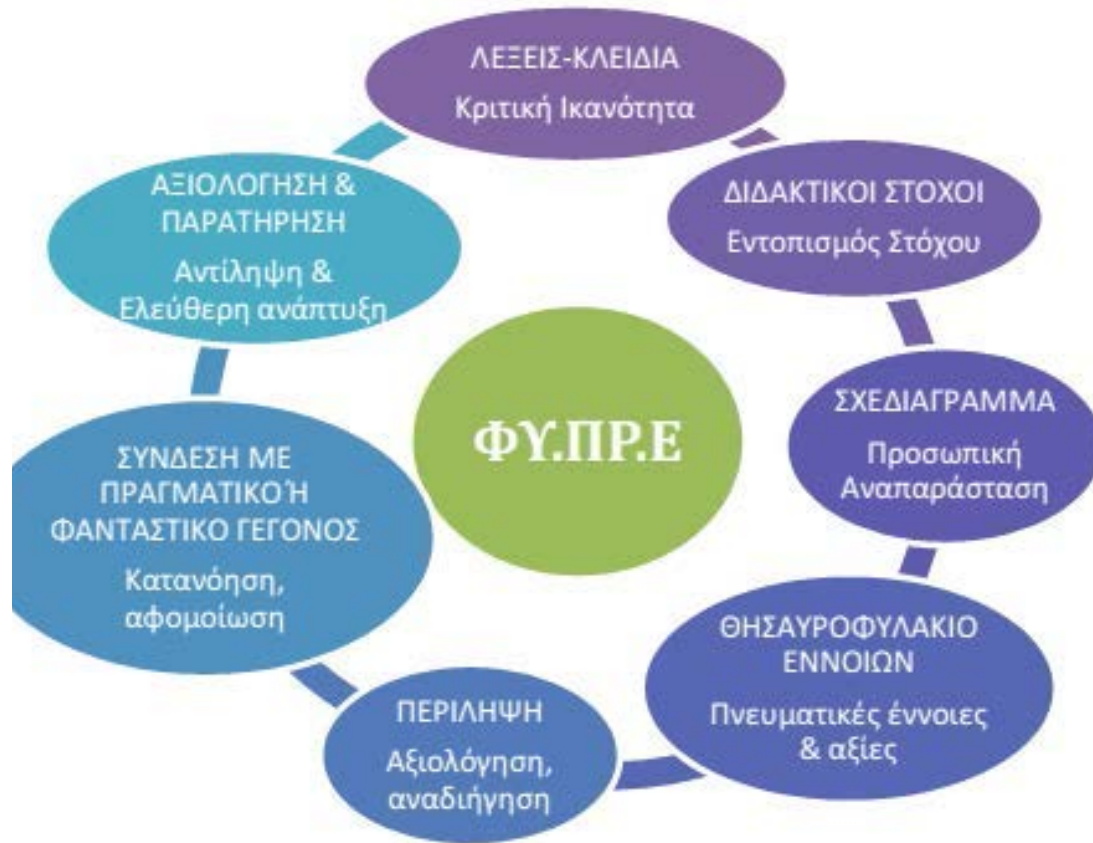 ΛΕΞΕΙΣ-ΚΛΕΙΔΙΑ
Κριτική Ικανότητα
ΔΙΔΑΚΤΙΚΟΙ ΣΤΟΧΟΙ
Εντοπισμός Στόχου
ΣΧΕΔΙΑΓΡΑΜΜΑ
Προσωπική
Αναπαράσταση
ΘΗΣΑΥΡΟΦΥΛΑΚΙΟ
ΕΝΝΟΙΩΝ
Πνευματικές έννοιες
& αξίες
ΠΕΡΙΛΗΨΗ
Αξιολόγηση,
αναδιήγηση
ΣΥΝΔΕΣΗ ΜΕ
ΠΡΑΓΜΑΤΙΚΟ Ή
ΦΑΝΤΑΣΤΙΚΟ ΓΕΓΟΝΟΣ
Κατανόηση,
αφομοίωση
ΑΞΙΟΛΟΓΗΣΗ &
ΠΑΡΑΤΗΡΗΣΗ
Αντίληψη &
Ελεύθερη ανάπτυξη
ΦΥ.ΠΡ.Ε